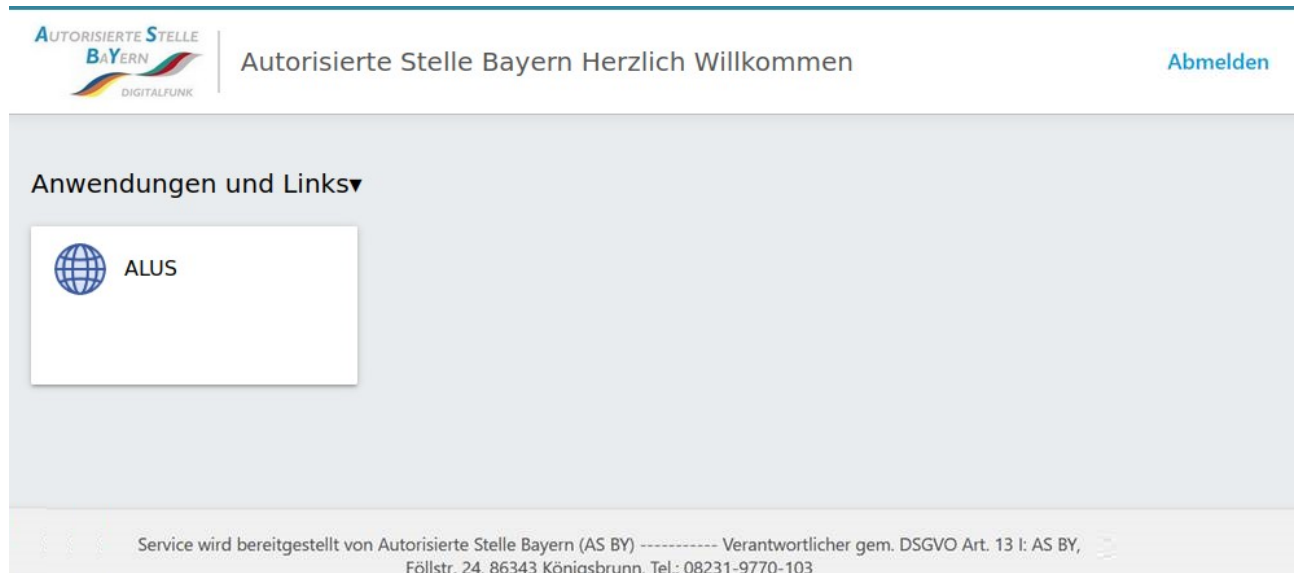 AUTORISIERTE STELLE
BAYERN
DIGITALFUNK
Autorisierte Stelle Bayern Herzlich Willkommen
Abmelden
Anwendungen und Links▾
ALUS
Service wird bereitgestellt von Autorisierte Stelle Bayern (AS BY) ----------- Verantwortlicher gem. DSGVO Art. 13 I: AS BY,
Föllstr. 24, 86343 Königsbrunn, Tel.: 08231-9770-103